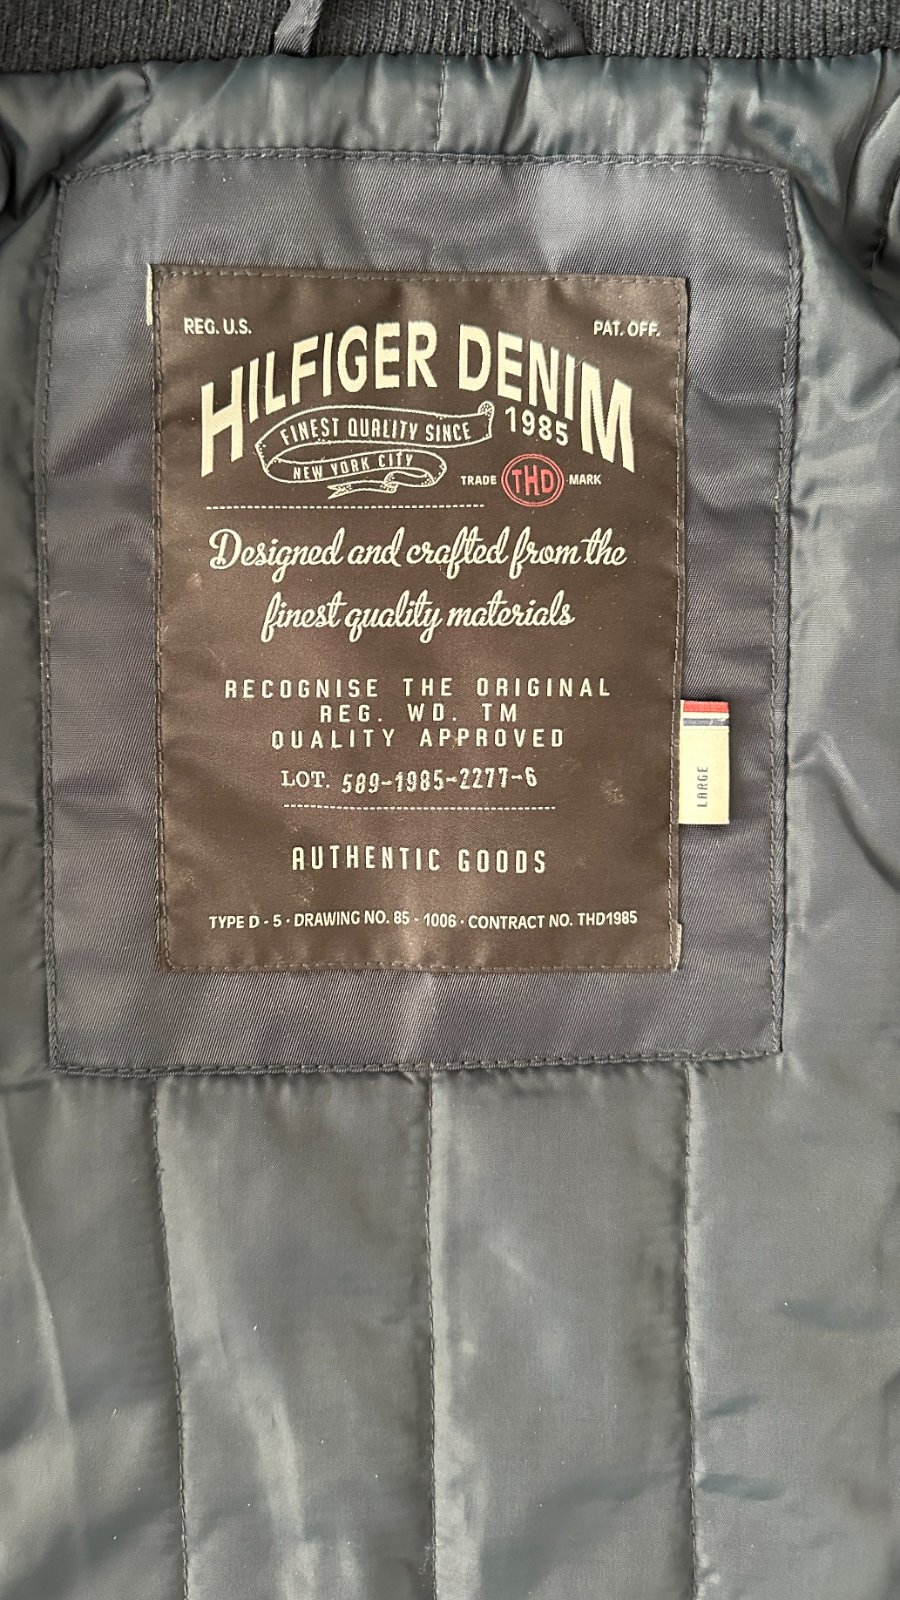 REG. U.S. PAT. OFF.
HILFIGER DENIM
FINEST QUALITY SINCE 1985
NEW YORK CITY
TRADE THD MARK
Designed and crafted from the
finest quality materials
RECOGNISE THE ORIGINAL
REG. WD. TM
QUALITY APPROVED
LOT. 589-1985-2277-6
LARGE
AUTHENTIC GOODS
TYPE D - 5 · DRAWING NO. 85 - 1006 · CONTRACT NO. THD1985